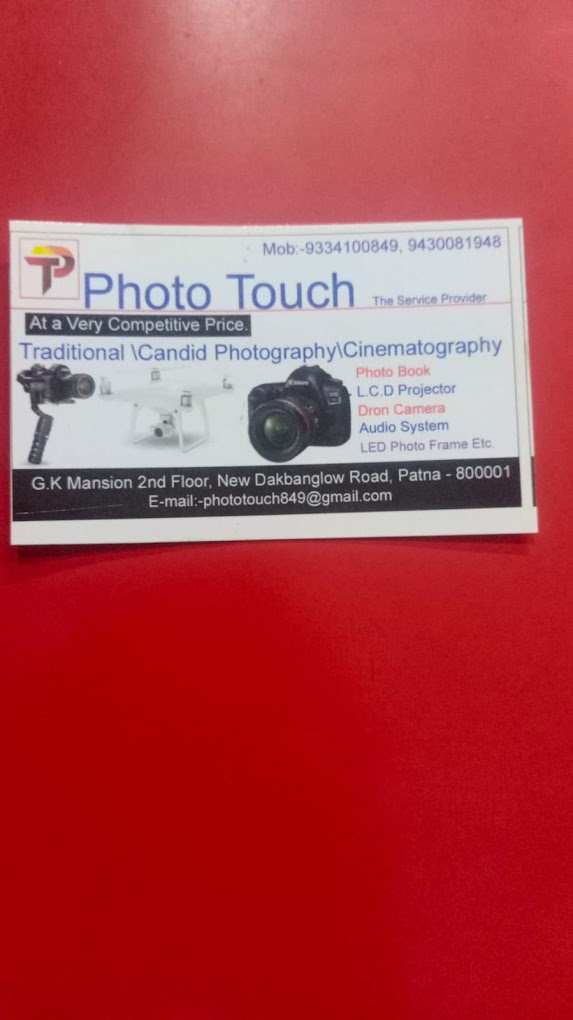 Mob:-9334100849, 9430081948
TP
Photo Touch The Service Provider
At a Very Competitive Price.
Traditional \Candid Photography\Cinematography
Photo Book
L.C.D Projector
Dron Camera
Audio System
LED Photo Frame Etc.
Canon
G.K Mansion 2nd Floor, New Dakbanglow Road, Patna - 800001
E-mail:-phototouch849@gmail.com